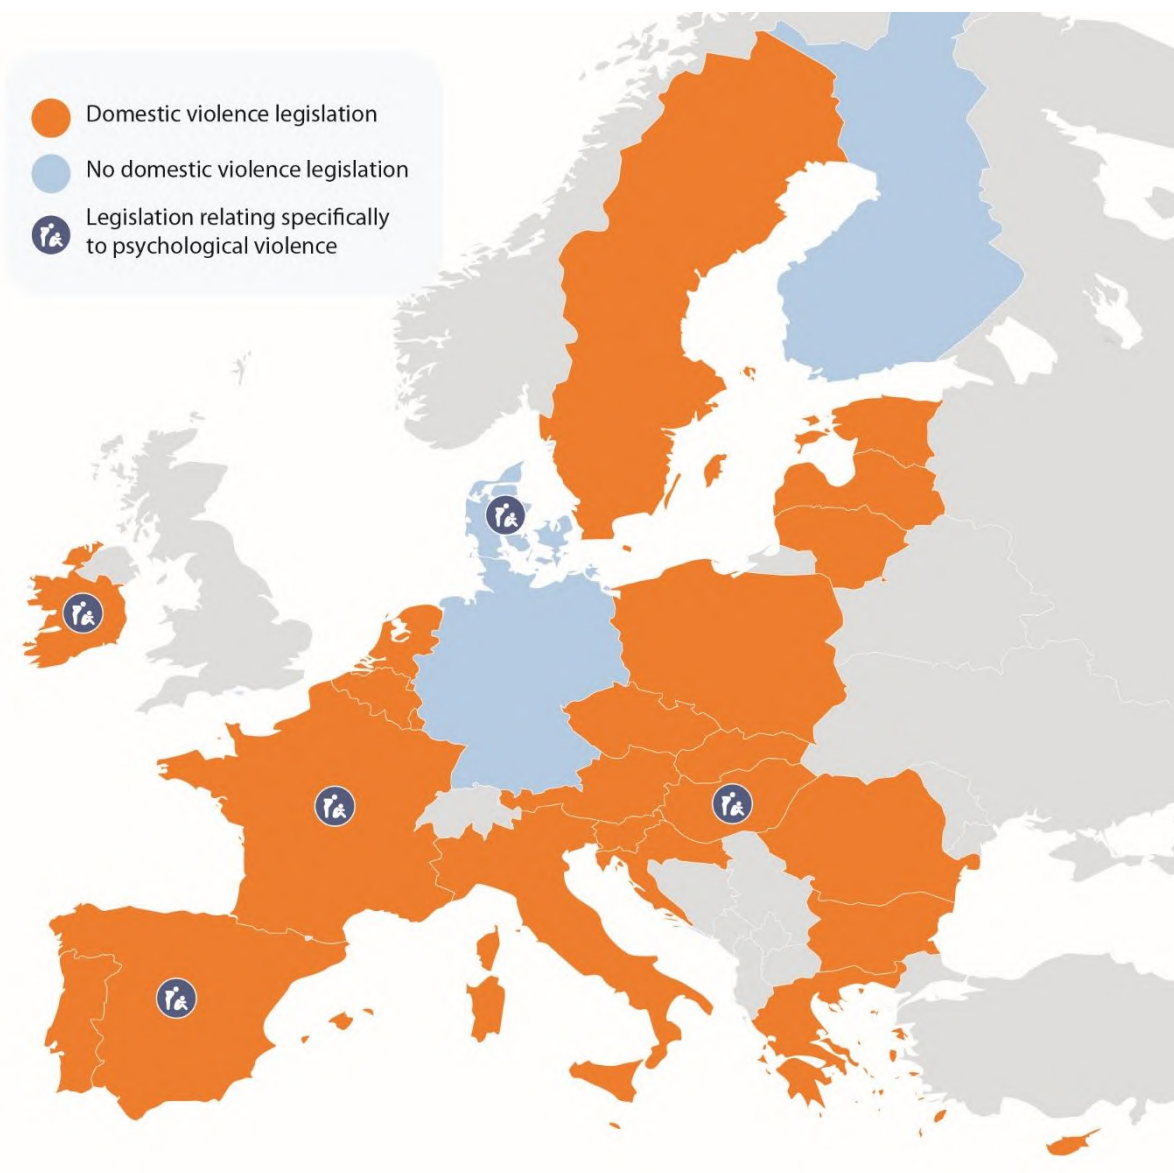 Domestic violence legislation
No domestic violence legislation
Legislation relating specifically
to psychological violence